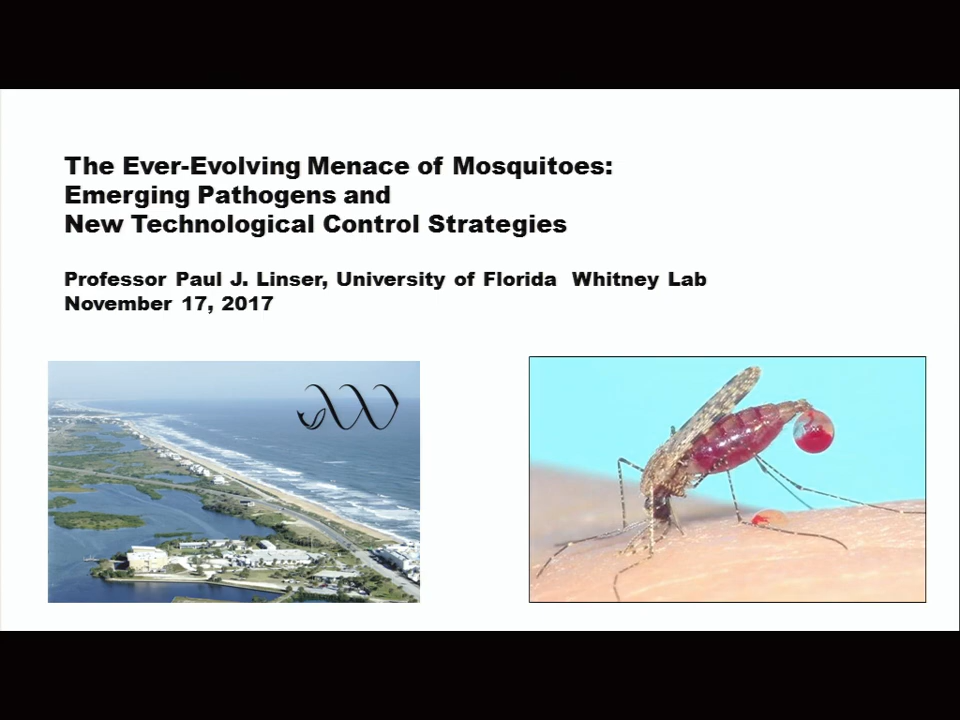 The Ever-Evolving Menace of Mosquitoes:
Emerging Pathogens and
New Technological Control Strategies
Professor Paul J. Linser, University of Florida Whitney Lab
November 17, 2017